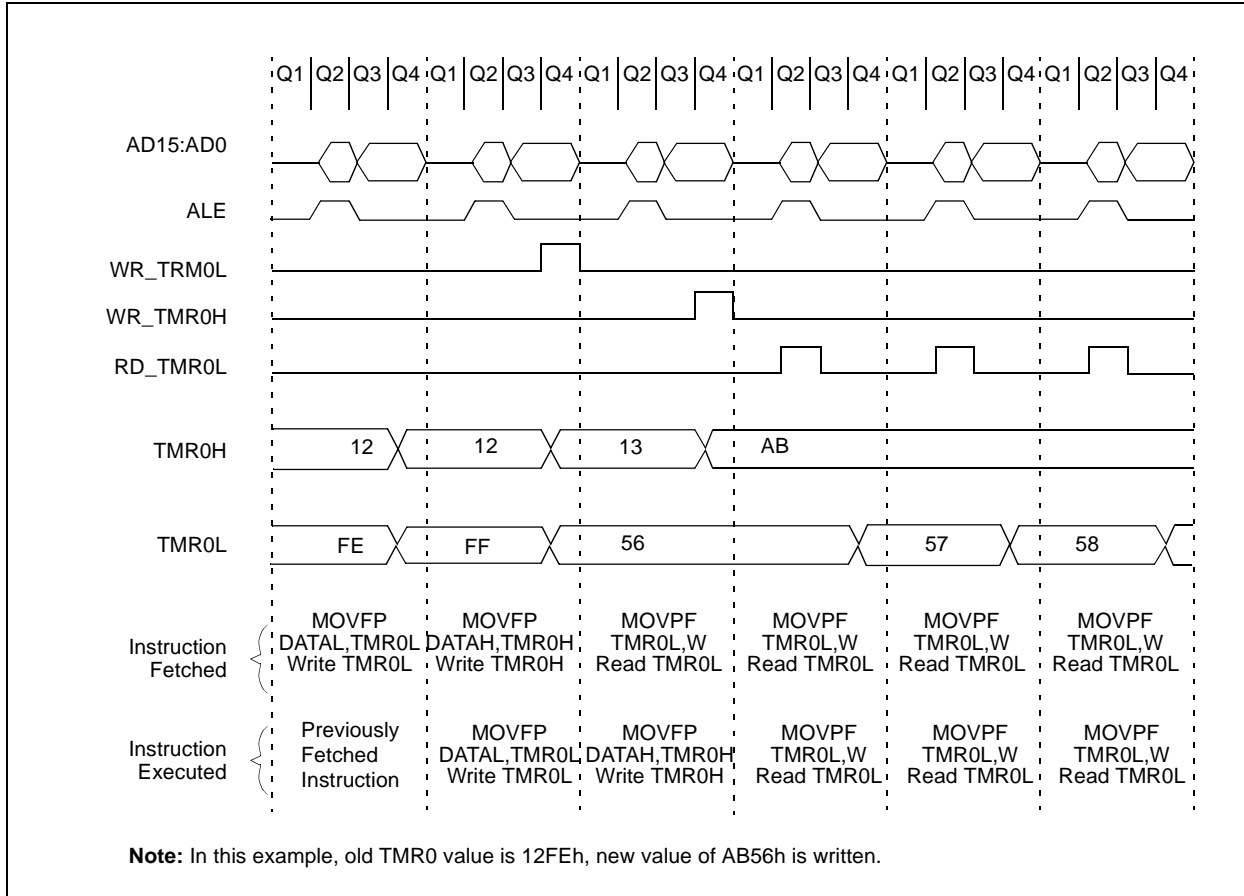 Q1 Q2 Q3 Q4 Q1 Q2 Q3 Q4 Q1 Q2 Q3 Q4 Q1 Q2 Q3 Q4 Q1 Q2 Q3 Q4 Q1 Q2 Q3 Q4
AD15:AD0
ALE
WR_TRM0L
WR_TMR0H
RD_TMR0L
TMR0H 12 12 13 AB
TMR0L FE FF 56 57 58
MOVFP MOVFP MOVPF MOVPF MOVPF MOVPF
Instruction DATAL,TMR0L DATAH,TMR0H TMR0L,W TMR0L,W TMR0L,W TMR0L,W
Fetched Write TMR0L Write TMR0H Read TMR0L Read TMR0L Read TMR0L Read TMR0L
Previously MOVFP MOVFP MOVPF MOVPF MOVPF
Instruction Fetched DATAL,TMR0L DATAH,TMR0H TMR0L,W TMR0L,W TMR0L,W
Executed Instruction Write TMR0L Write TMR0H Read TMR0L Read TMR0L Read TMR0L
Note: In this example, old TMR0 value is 12FEh, new value of AB56h is written.